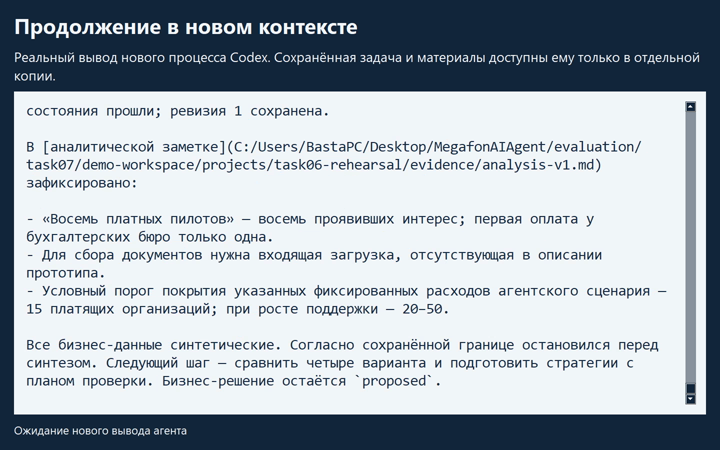 Продолжение в новом контексте
Реальный вывод нового процесса Codex. Сохранённая задача и материалы доступны ему только в отдельной
копии.
состояния прошли; ревизия 1 сохранена.
В [аналитической заметке](C:/Users/BastaPC/Desktop/MegafonAIAgent/evaluation/
task07/demo-workspace/projects/task06-rehearsal/evidence/analysis-v1.md)
зафиксировано:
- «Восемь платных пилотов» — восемь проявивших интерес; первая оплата у
бухгалтерских бюро только одна.
- Для сбора документов нужна входящая загрузка, отсутствующая в описании
прототипа.
- Условный порог покрытия указанных фиксированных расходов агентского сценария —
15 платящих организаций; при росте поддержки — 20–50.
Все бизнес-данные синтетические. Согласно сохранённой границе остановился перед
синтезом. Следующий шаг — сравнить четыре варианта и подготовить стратегии с
планом проверки. Бизнес-решение остаётся `proposed`.
Ожидание нового вывода агента